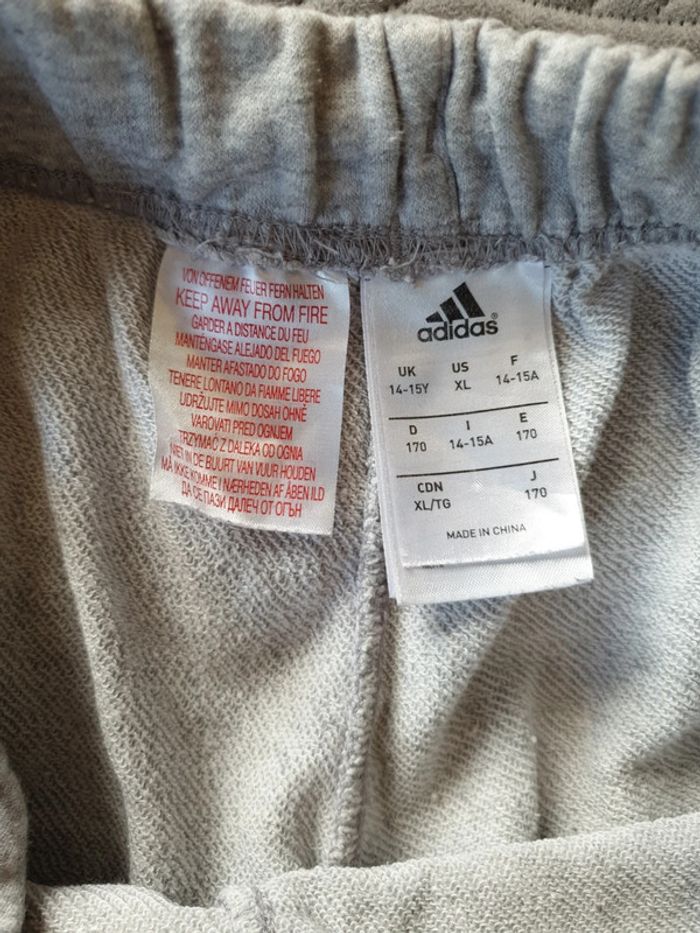 VON OFFENEM FEUER FERN HALTEN
KEEP AWAY FROM FIRE
GARDER A DISTANCE DU FEU
MANTÉNGASE ALEJADO DEL FUEGO
MANTER AFASTADO DO FOGO
TENERE LONTANO DA FIAMME LIBERE
UDRŽUJTE MIMO DOSAH OHNĚ
VAROVATI PRED OGNJEM
TRZYMAĆ Z DALEKA OD OGNIA
NIET IN DE BUURT VAN VUUR HOUDEN
MÅ IKKE KOMME I NÆRHEDEN AF ÅBEN ILD
ДА СЕ ПАЗИ ДАЛЕЧ ОТ ОГЪН
adidas®
UK US F
14-15Y XL 14-15A
D I E
170 14-15A 170
CDN J
XL/TG 170
MADE IN CHINA